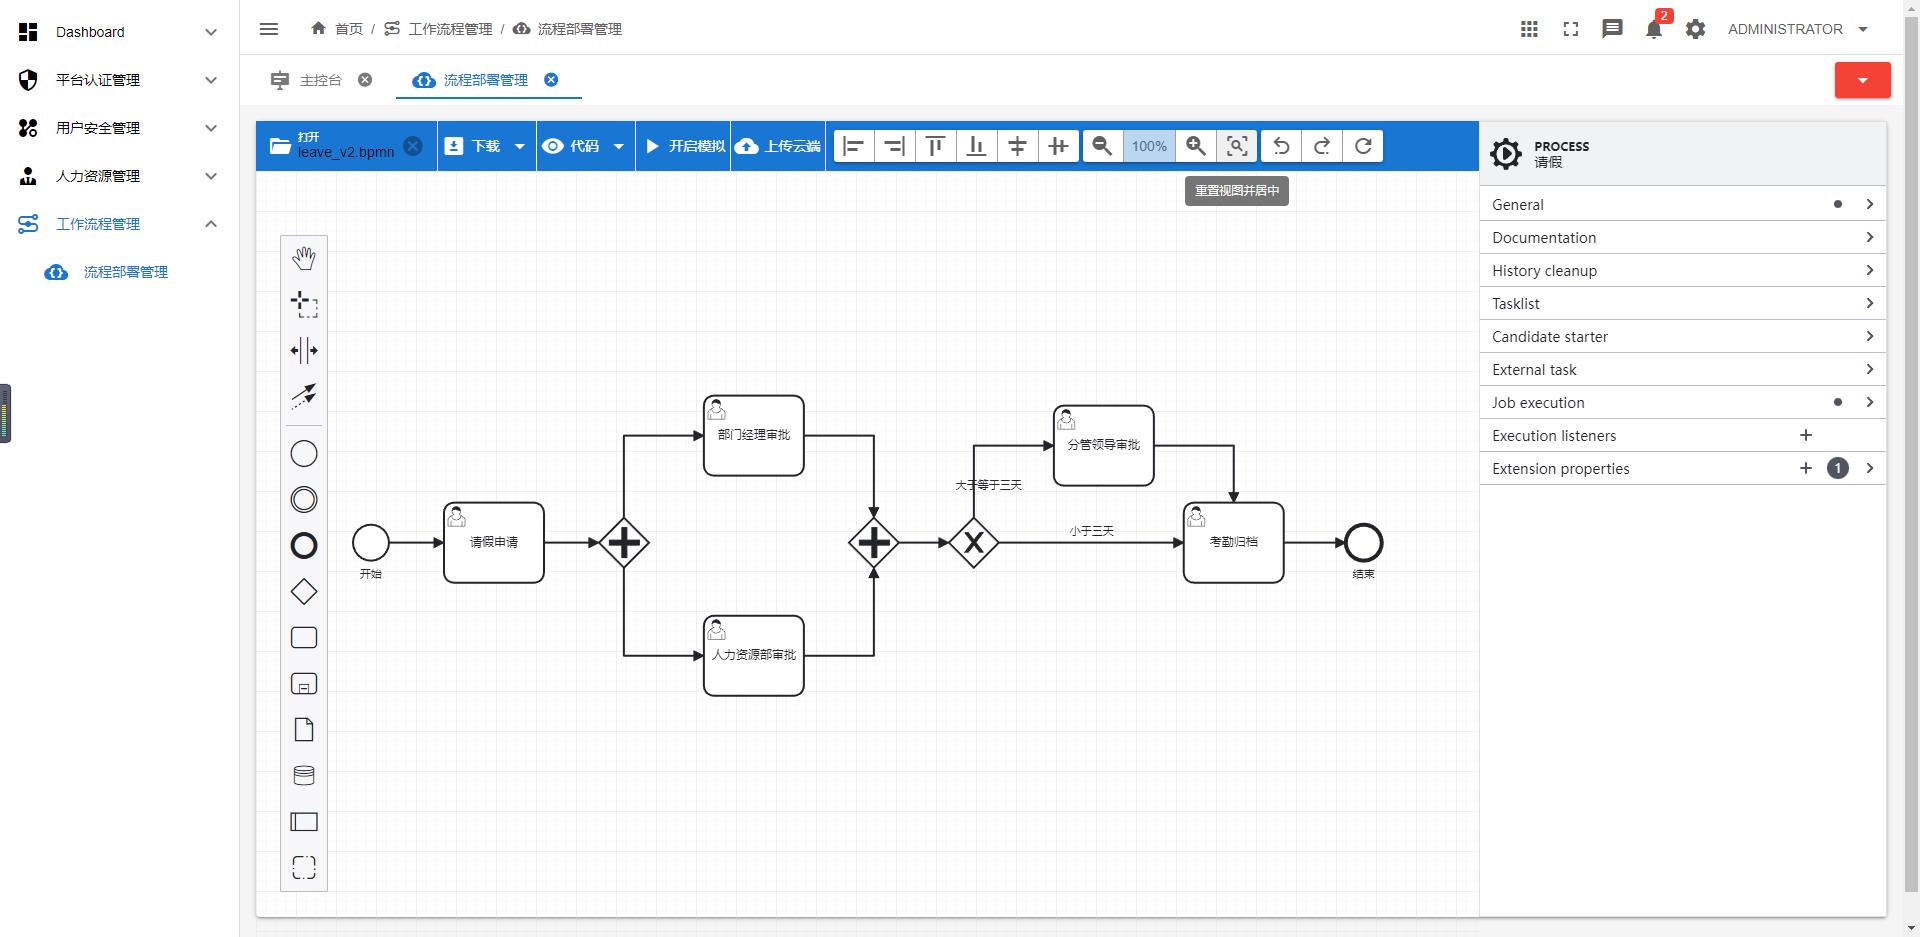 Dashboard
平台认证管理
用户安全管理
人力资源管理
工作流程管理
流程部署管理
首页 / 工作流程管理 / 流程部署管理
2
ADMINISTRATOR
主控台
流程部署管理
打开
leave_v2.bpmn
下载
代码
开启模拟
上传云端
100%
重置视图并居中
PROCESS
请假
General
Documentation
History cleanup
Tasklist
Candidate starter
External task
Job execution
Execution listeners
Extension properties
1
部门经理审批
分管领导审批
大于等于三天
小于三天
请假申请
考勤归档
开始
结束
人力资源部审批